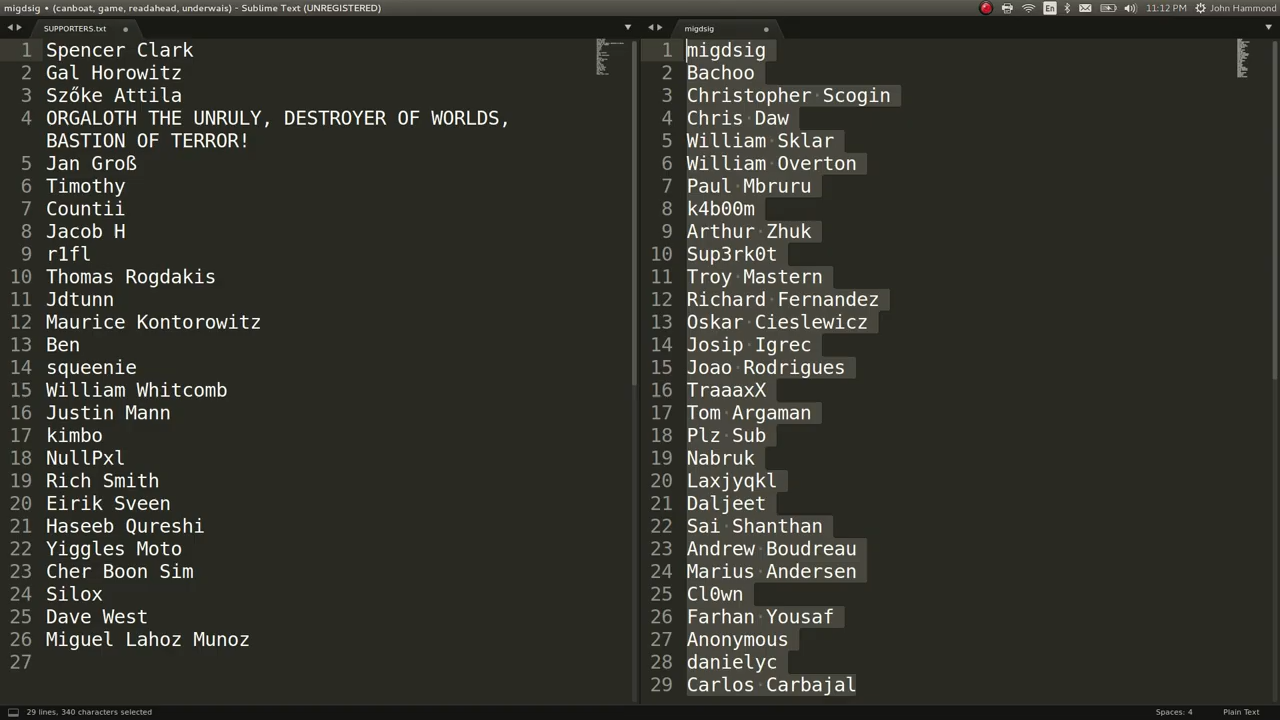 migdsig • (canboat, game, readahead, underwais) - Sublime Text (UNREGISTERED)
En
11:12 PM
John Hammond
SUPPORTERS.txt
1 Spencer Clark
2 Gal Horowitz
3 Szőke Attila
4 ORGALOTH THE UNRULY, DESTROYER OF WORLDS,
BASTION OF TERROR!
5 Jan Groß
6 Timothy
7 Countii
8 Jacob H
9 r1fl
10 Thomas Rogdakis
11 Jdtunn
12 Maurice Kontorowitz
13 Ben
14 squeenie
15 William Whitcomb
16 Justin Mann
17 kimbo
18 NullPxl
19 Rich Smith
20 Eirik Sveen
21 Haseeb Qureshi
22 Yiggles Moto
23 Cher Boon Sim
24 Silox
25 Dave West
26 Miguel Lahoz Munoz
27
migdsig
1 migdsig
2 Bachoo
3 Christopher Scogin
4 Chris Daw
5 William Sklar
6 William Overton
7 Paul Mbruru
8 k4b00m
9 Arthur Zhuk
10 Sup3rk0t
11 Troy Mastern
12 Richard Fernandez
13 Oskar Cieslewicz
14 Josip Igrec
15 Joao Rodrigues
16 TraaaxX
17 Tom Argaman
18 Plz Sub
19 Nabruk
20 Laxjyqkl
21 Daljeet
22 Sai Shanthan
23 Andrew Boudreau
24 Marius Andersen
25 Cl0wn
26 Farhan Yousaf
27 Anonymous
28 danielyc
29 Carlos Carbajal
29 lines, 340 characters selected
Spaces: 4
Plain Text